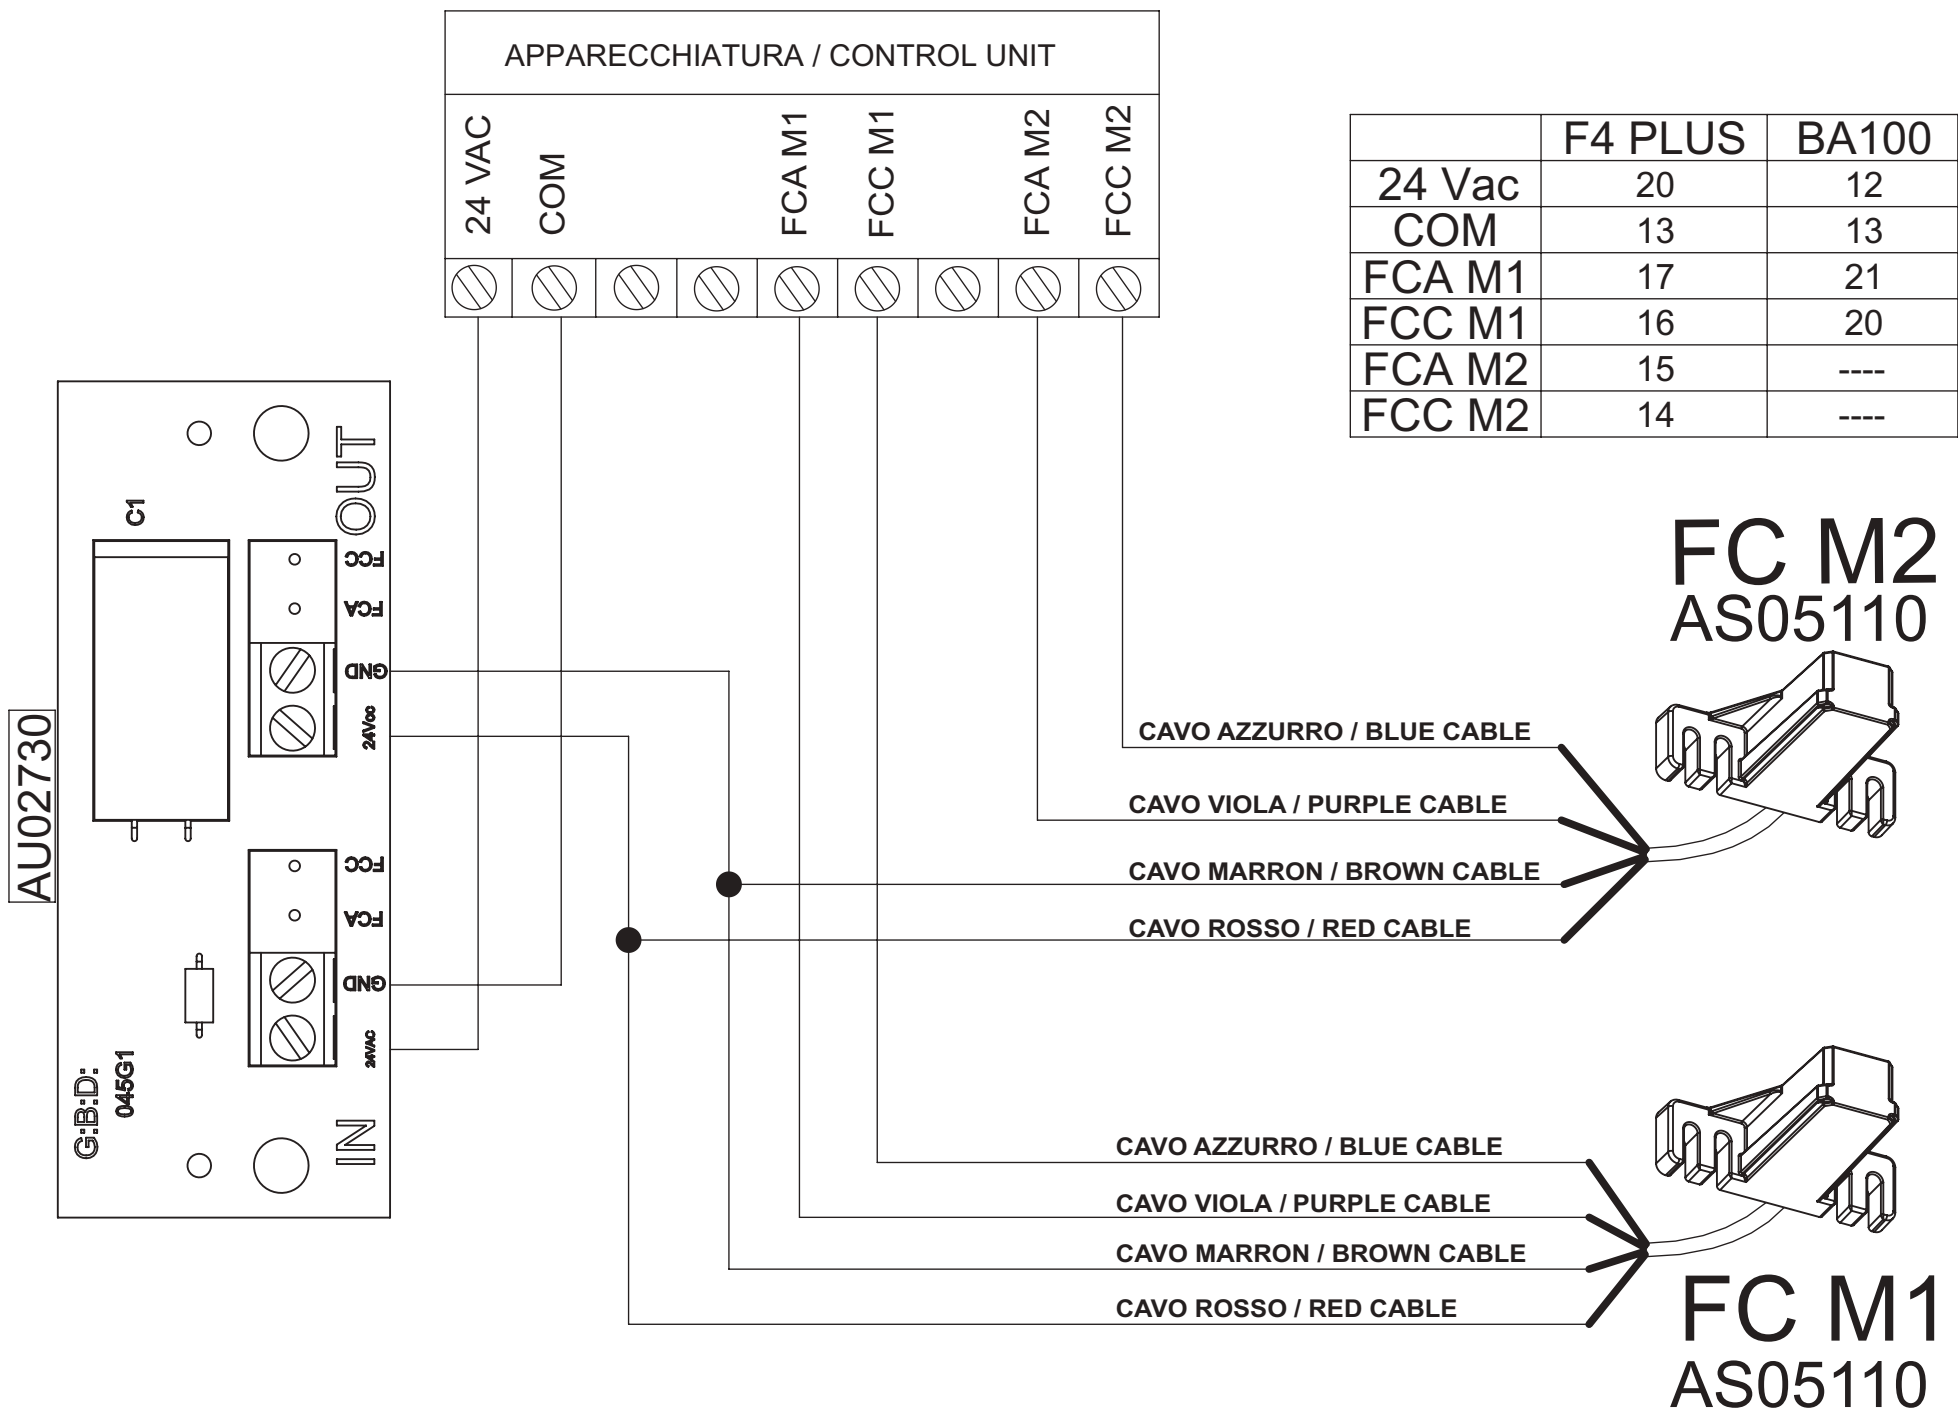 APPARECCHIATURA / CONTROL UNIT
24 VAC
COM
FCA M1
FCC M1
FCA M2
FCC M2
F4 PLUS BA100
24 Vac 20 12
COM 13 13
FCA M1 17 21
FCC M1 16 20
FCA M2 15 ----
FCC M2 14 ----
AU02730
C1
OUT
FCC
FCA
GND
24Vcc
FCC
FCA
GND
24VAC
G:B:D:
045G1
IN
FC M2
AS05110
CAVO AZZURRO / BLUE CABLE
CAVO VIOLA / PURPLE CABLE
CAVO MARRON / BROWN CABLE
CAVO ROSSO / RED CABLE
CAVO AZZURRO / BLUE CABLE
CAVO VIOLA / PURPLE CABLE
CAVO MARRON / BROWN CABLE
CAVO ROSSO / RED CABLE
FC M1
AS05110